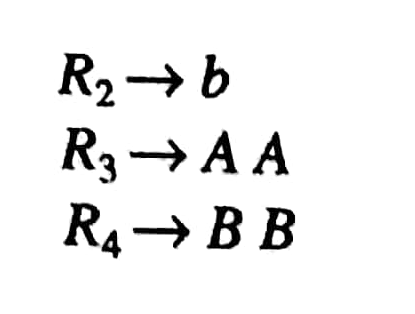 R₂ → b
R₃ → A A
R₄ → B B